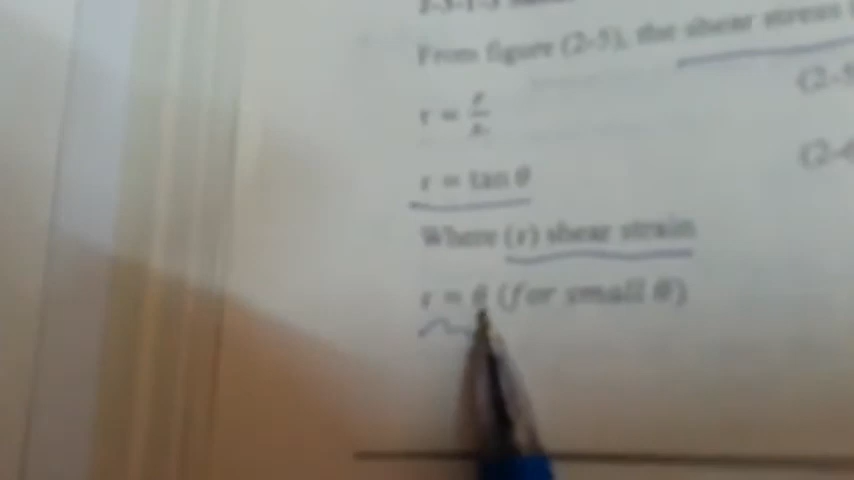 From figure (2-5), the shear stress
τ = F/A.
r = tan θ
Where (r) shear strain
r = θ (for small θ)